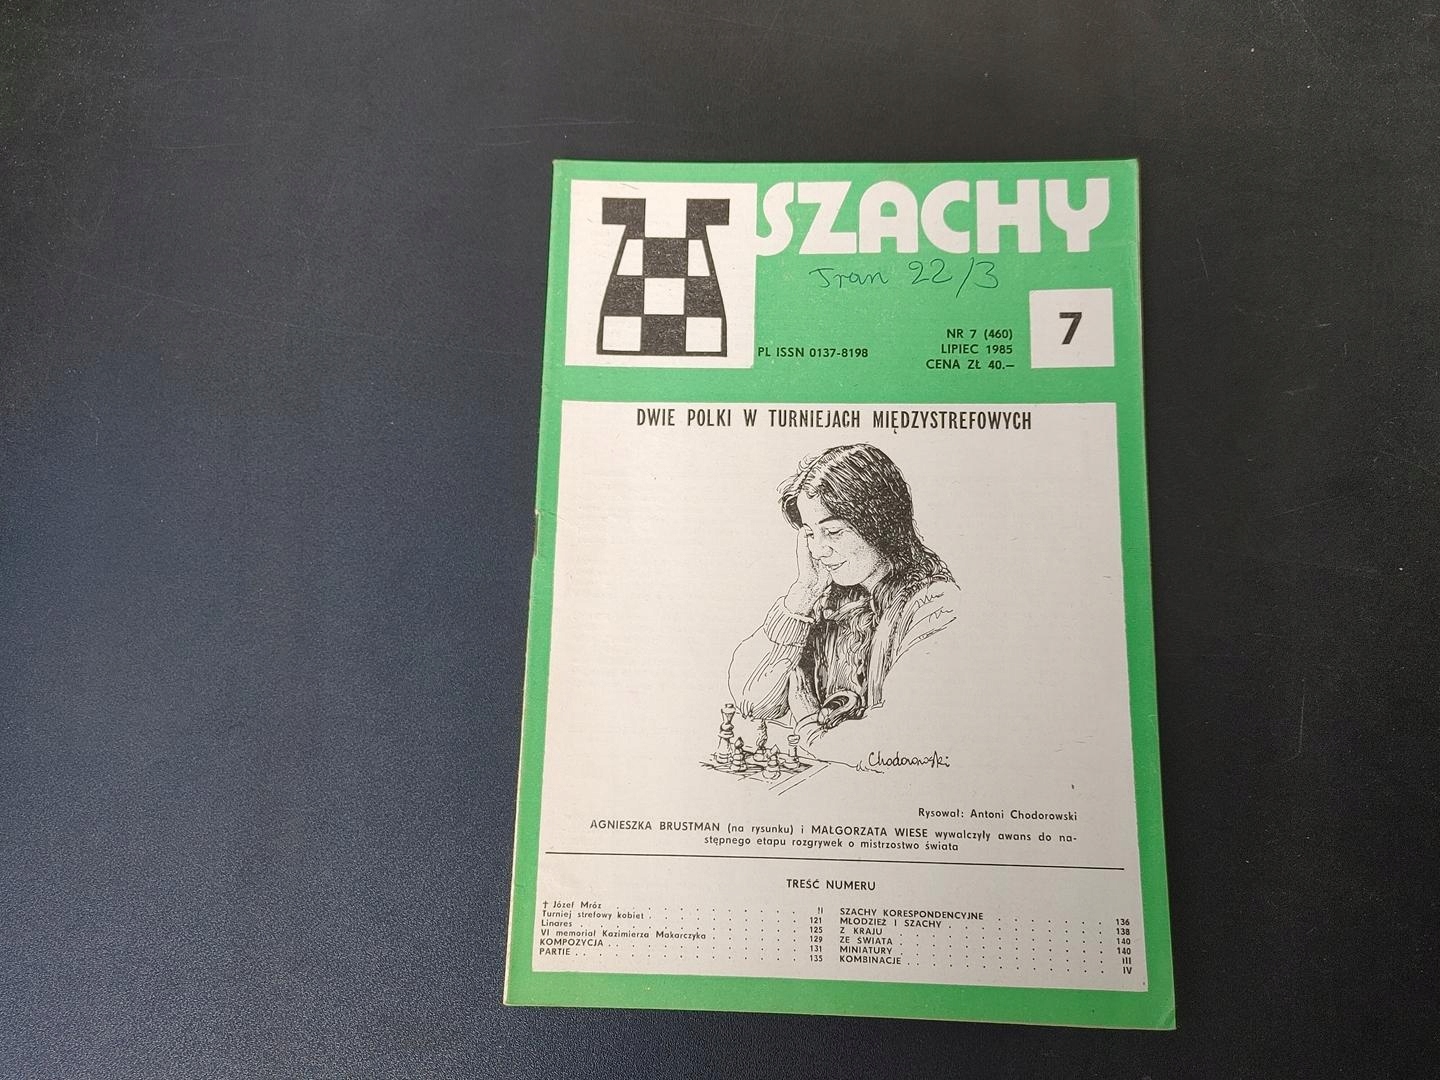 SZACHY
Jran 22/3
7
NR 7 (460)
PL ISSN 0137-8198
LIPIEC 1985
CENA ZŁ 40.—
DWIE POLKI W TURNIEJACH MIĘDZYSTREFOWYCH
Chodorowski
Rysował: Antoni Chodorowski
AGNIESZKA BRUSTMAN (na rysunku) i MAŁGORZATA WIESE wywalczyły awans do na-
stępnego etapu rozgrywek o mistrzostwo świata
TREŚĆ NUMERU
† Józef Mróz . . . . . . . . . . . II
Turniej strefowy kobiet . . . . . . . . . 121
Linares . . . . . . . . . . . . . 125
VI memoriał Kazimierza Makarczyka . . . . . . 129
KOMPOZYCJA . . . . . . . . . . . 131
PARTIE . . . . . . . . . . . . . 135
SZACHY KORESPONDENCYJNE . . . . . . . 136
MŁODZIEŻ I SZACHY . . . . . . . . . 138
Z KRAJU . . . . . . . . . . . . 140
ZE ŚWIATA . . . . . . . . . . . 140
MINIATURY . . . . . . . . . . . III
KOMBINACJE . . . . . . . . . . . IV